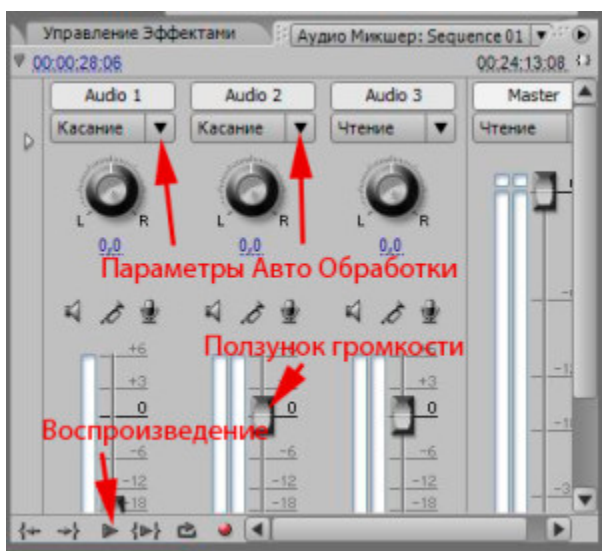 Управление Эффектами Аудио Микшер: Sequence 01
00:00:28:06 00:24:13:08
Audio 1 Audio 2 Audio 3 Master
Касание Касание Чтение Чтение
L R L R L R
0,0 0,0 0,0
Параметры Авто Обработки
Ползунок громкости
+6
+3 +3
0 0 0
Воспроизведение
-6 -6 -6
-12 -12 -12
-18 -18 -18